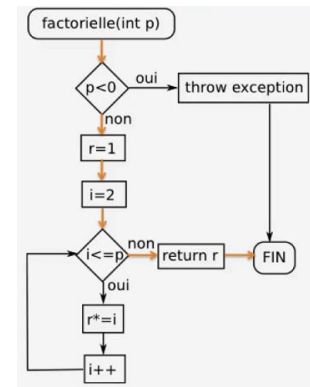 factorielle(int p)
p<0
oui
throw exception
non
r=1
i=2
i<=p
non
return r
FIN
oui
r*=i
i++